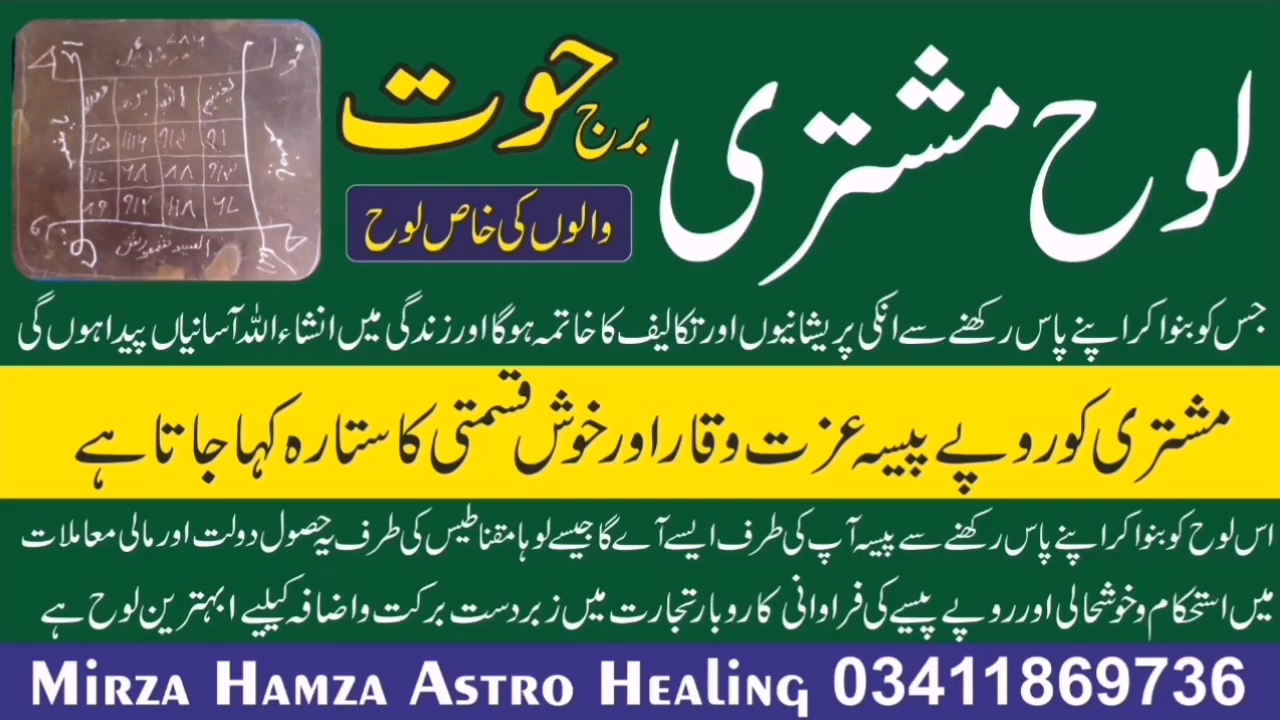 لوح مشتری
برج حوت
والوں کی خاص لوح
۷۸۶
جس کو بنوا کر اپنے پاس رکھنے سے انکی پریشانیوں اور تکالیف کا خاتمہ ہوگا اور زندگی میں انشاء اللہ آسانیاں پیدا ہوں گی
مشتری کو روپے پیسہ عزت وقار اور خوش قسمتی کا ستارہ کہا جاتا ہے
اس لوح کو بنوا کر اپنے پاس رکھنے سے پیسہ آپ کی طرف ایسے آے گا جیسے لوہا مقناطیس کی طرف یہ حصول دولت اور مالی معاملات
میں استحکام و خوشحالی اور روپے پیسے کی فراوانی کاروبار تجارت میں زبردست برکت و اضافہ کیلیے ابہترین لوح ہے
Mirza Hamza Astro Healing 03411869736